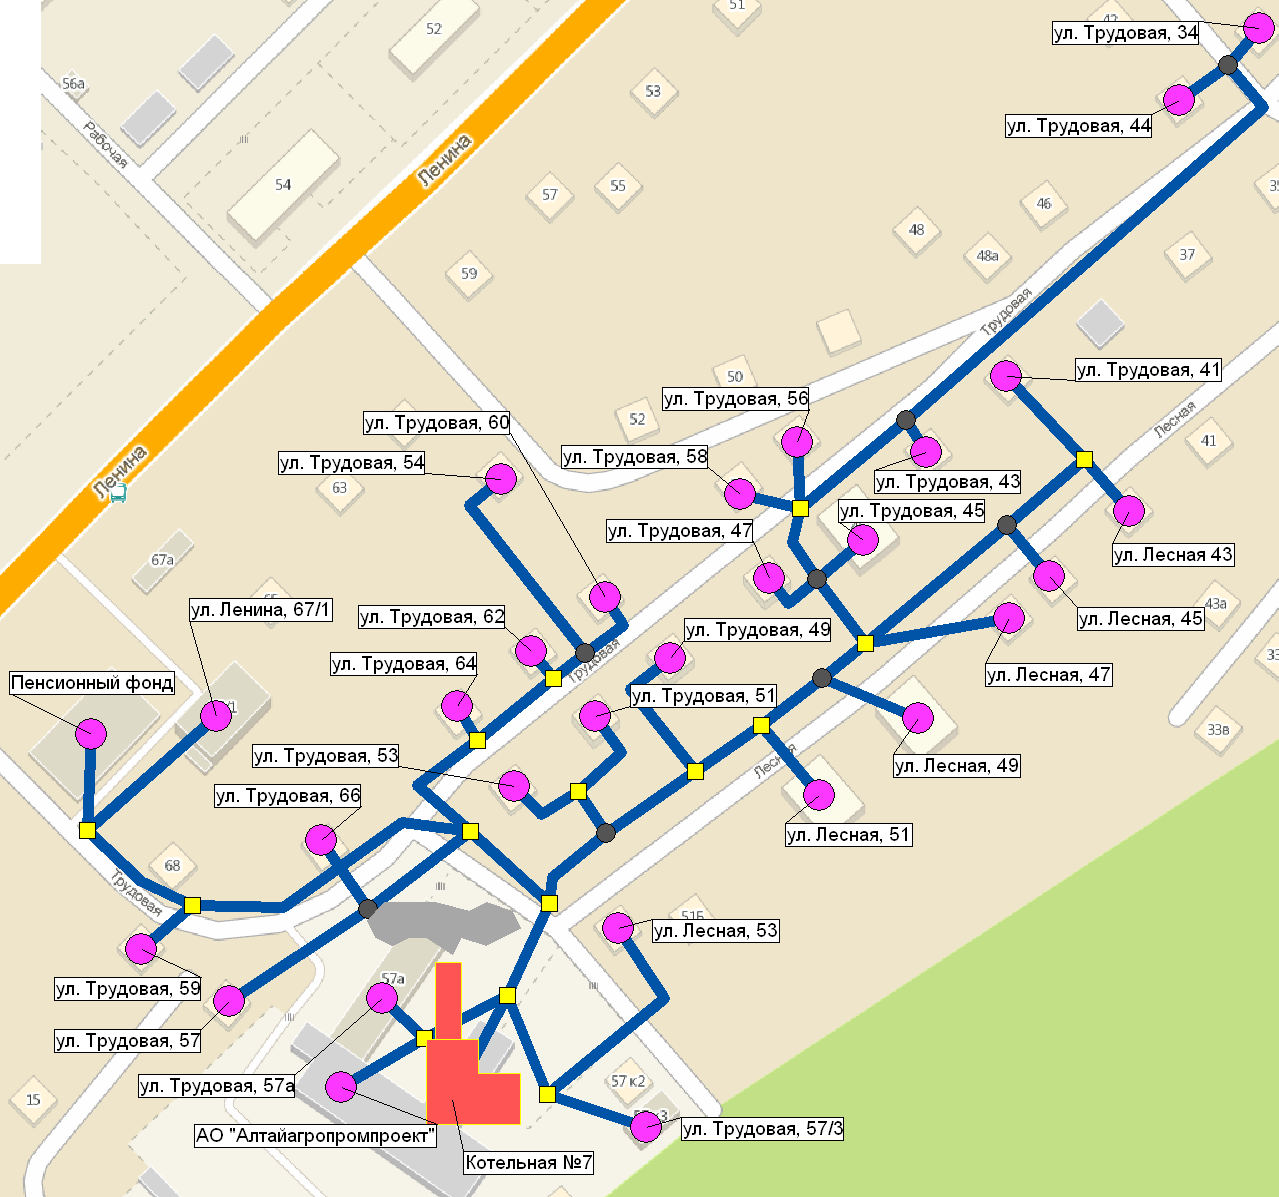 51
42
52
ул. Трудовая, 34
56а
53
ул. Трудовая, 44
Рабочая
Ленина
54
57
55
46
48
48а
37
59
Трудовая
50
ул. Трудовая, 41
ул. Трудовая, 56
52
ул. Трудовая, 60
Лесная
41
ул. Трудовая, 54
ул. Трудовая, 58
Ленина
63
ул. Трудовая, 43
ул. Трудовая, 45
ул. Трудовая, 47
ул. Лесная 43
67а
65
ул. Ленина, 67/1
ул. Трудовая, 62
43а
ул. Лесная, 45
ул. Трудовая, 49
Трудовая
ул. Трудовая, 64
ул. Лесная, 47
Пенсионный фонд
ул. Трудовая, 51
33в
ул. Трудовая, 53
Лесная
ул. Лесная, 49
ул. Трудовая, 66
ул. Лесная, 51
68
Трудовая
51Б
ул. Лесная, 53
57а
ул. Трудовая, 59
ул. Трудовая, 57
ул. Трудовая, 57а
57 к2
15
ул. Трудовая, 57/3
АО "Алтайагропромпроект"
Котельная №7